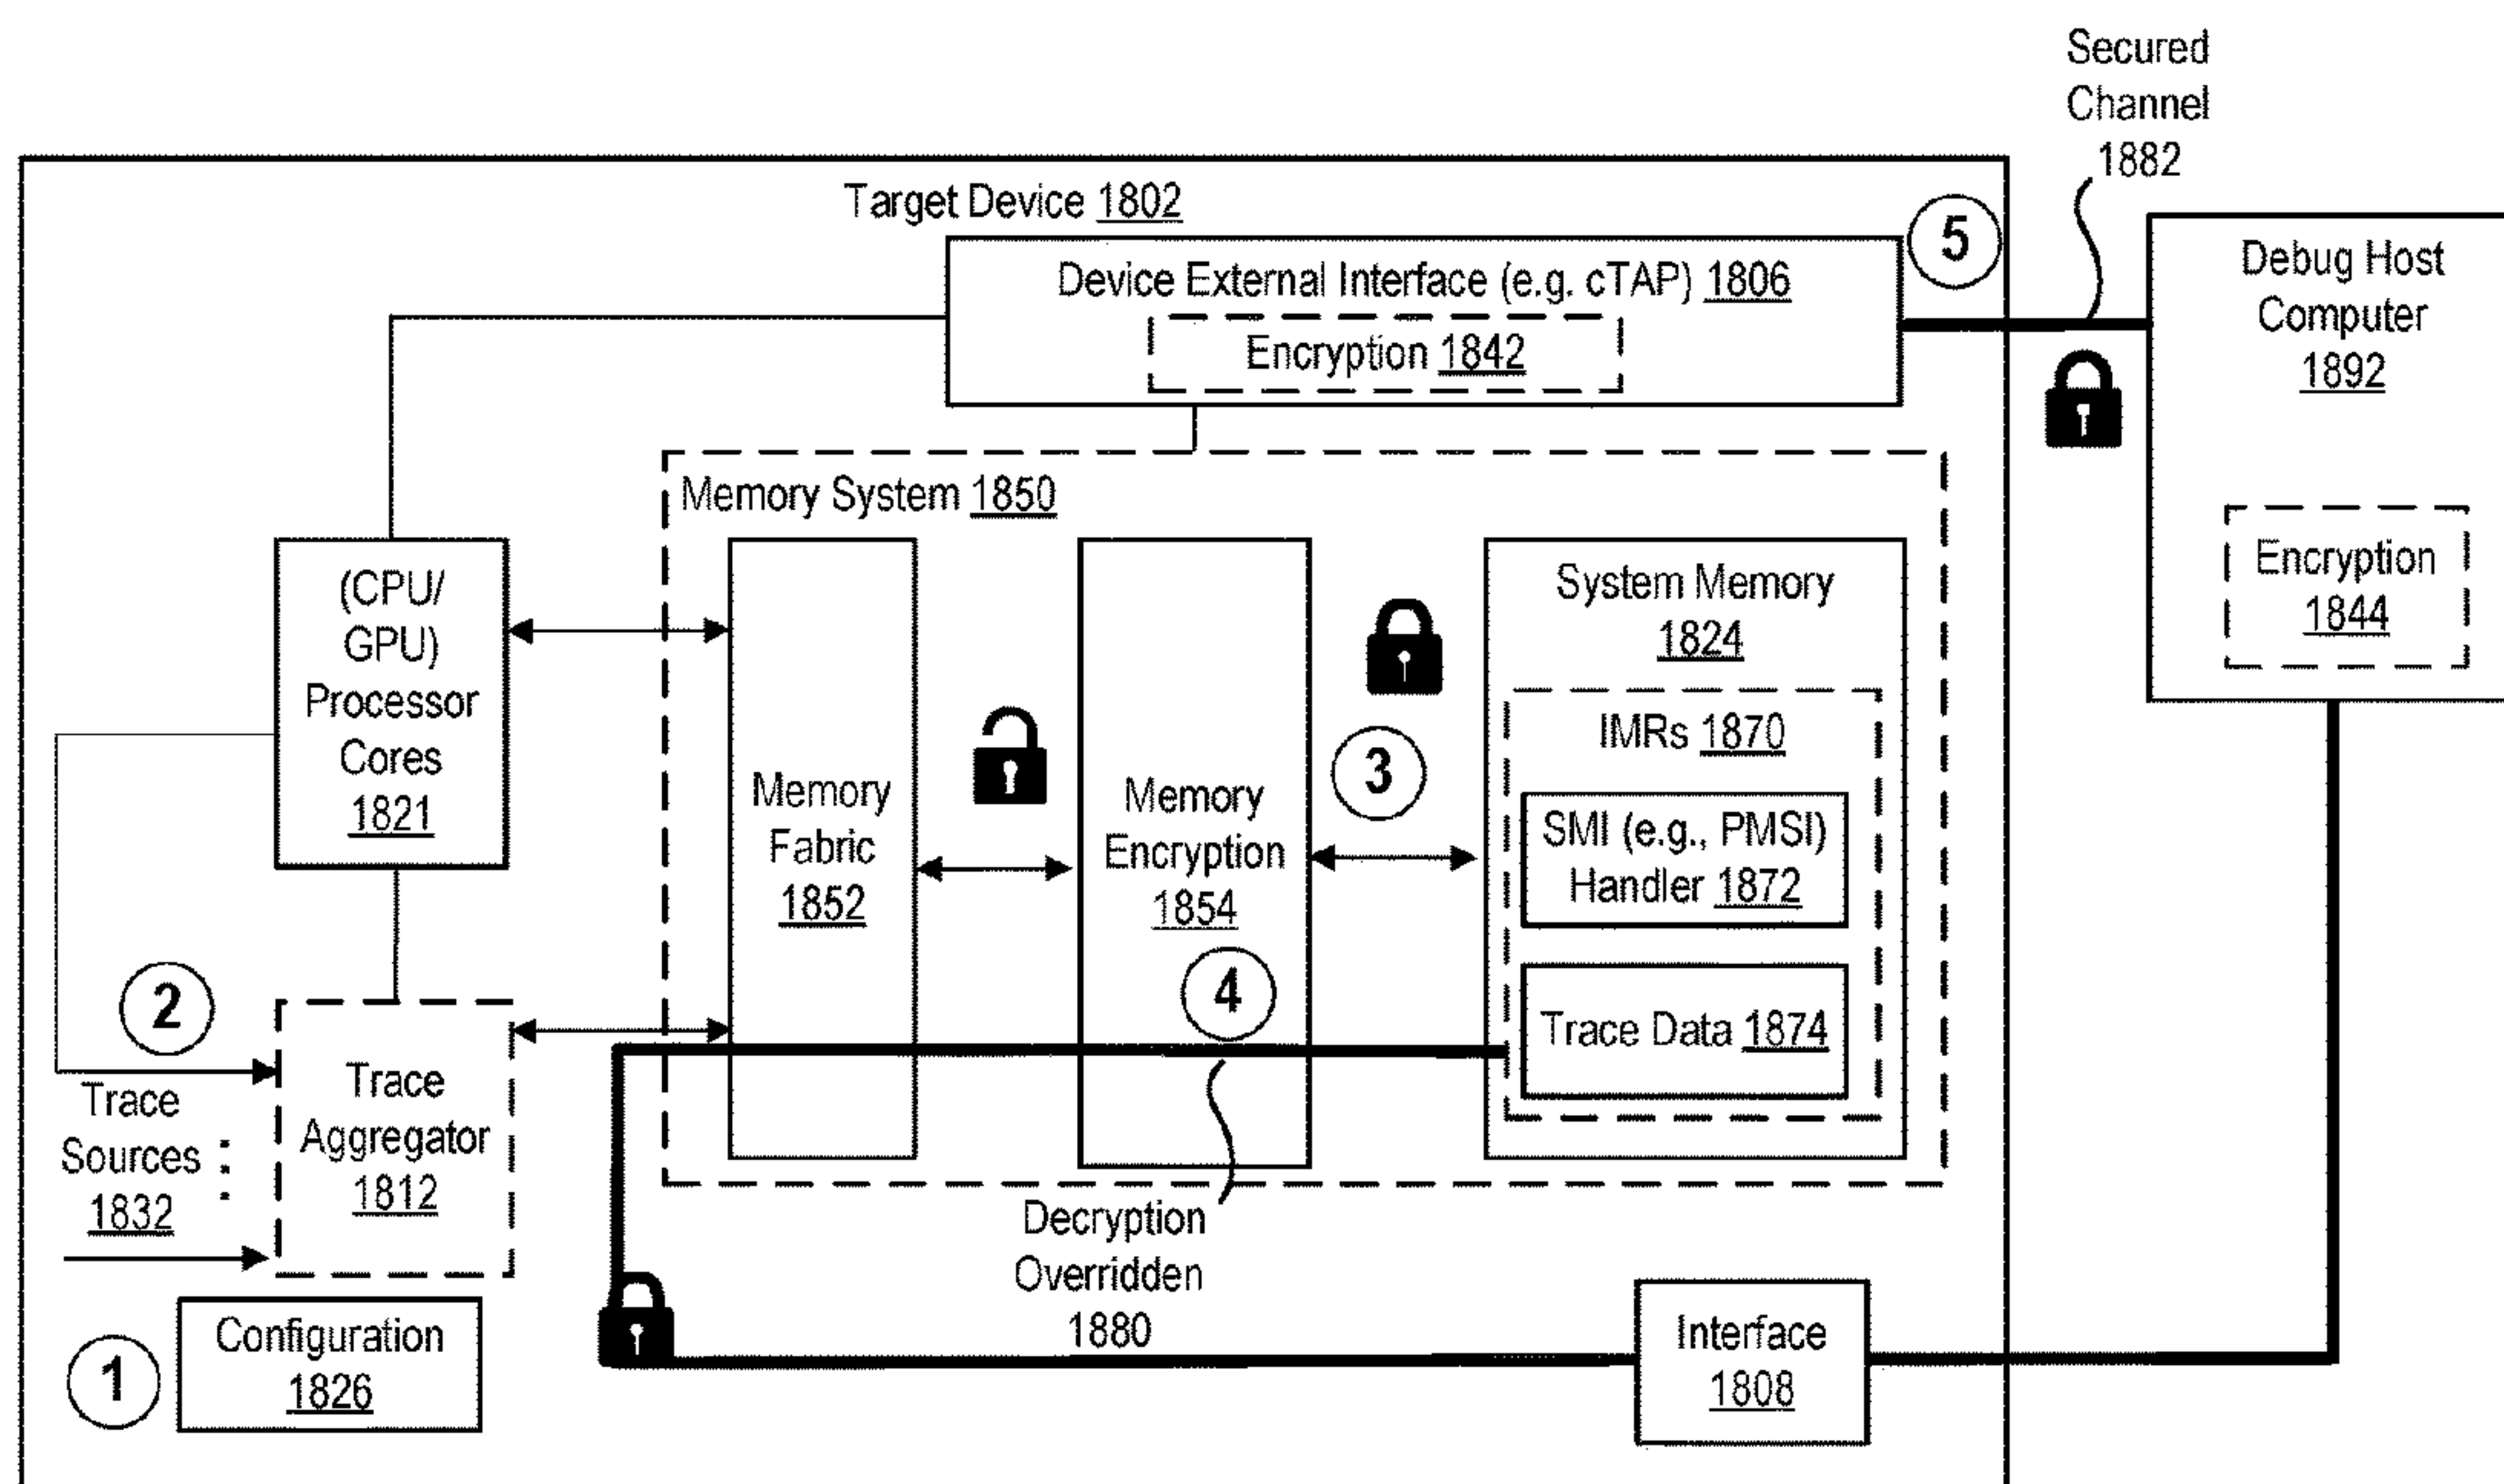 Secured
Channel
1882
Target Device 1802
5
Device External Interface (e.g. cTAP) 1806
Encryption 1842
Debug Host
Computer
1892
Encryption
1844
Memory System 1850
(CPU/
GPU)
Processor
Cores
1821
Memory
Fabric
1852
Memory
Encryption
1854
3
System Memory
1824
IMRs 1870
SMI (e.g., PMSI)
Handler 1872
Trace Data 1874
4
2
Trace
Sources
1832
Trace
Aggregator
1812
Decryption
Overridden
1880
1
Configuration
1826
Interface
1808